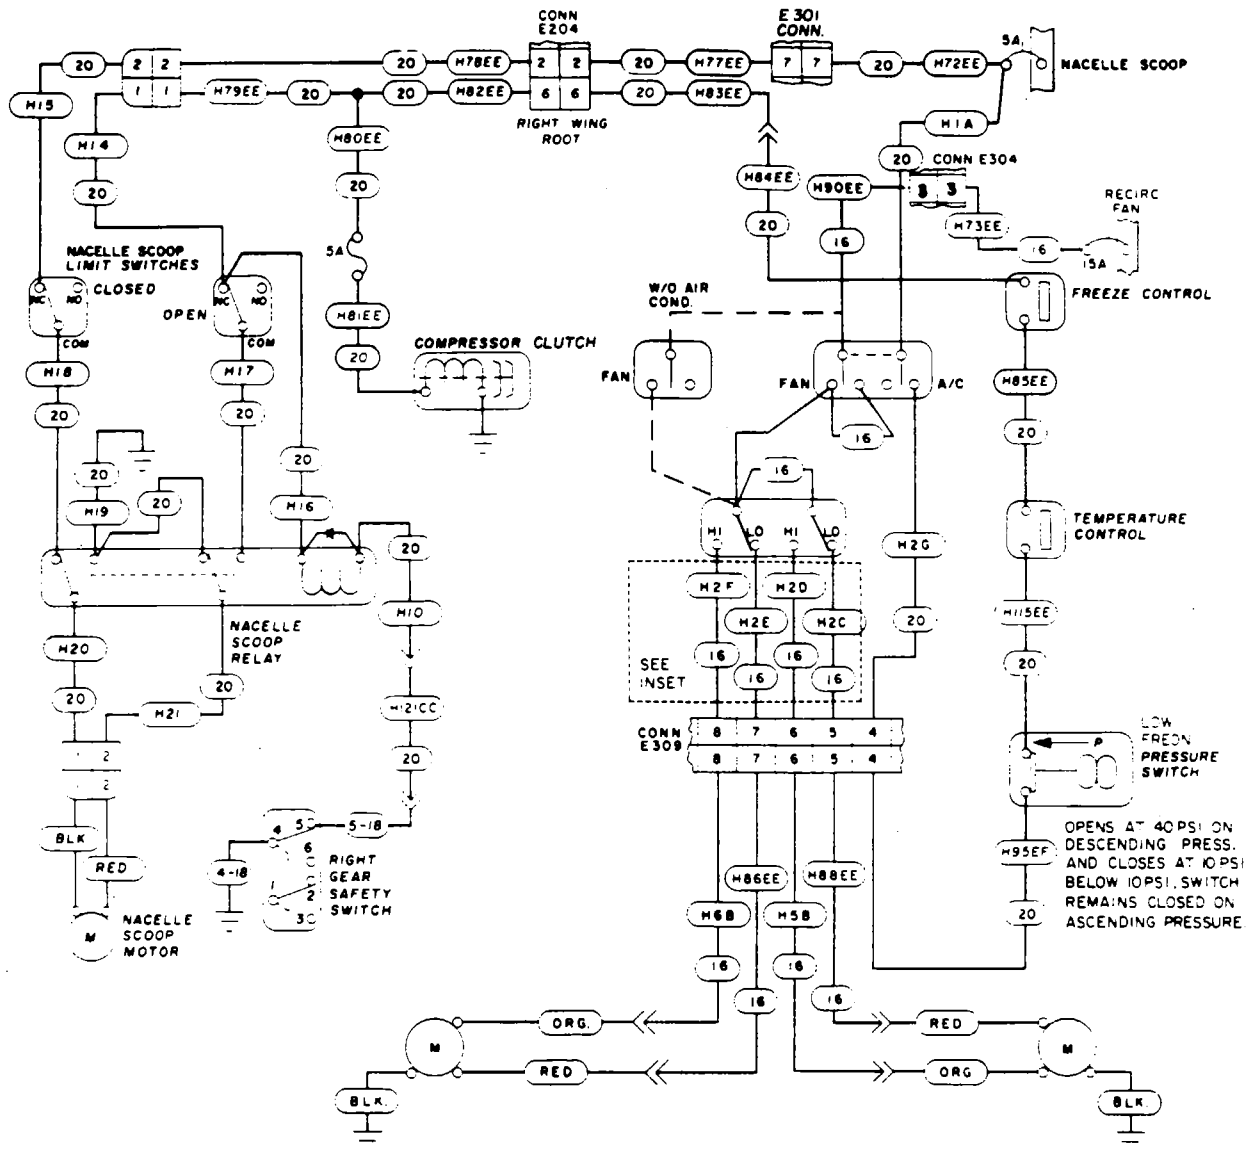 CONN
E204
E301
CONN.
5A
NACELLE SCOOP
20
2 2
20
H78EE
2 2
20
H77EE
7 7
20
H72EE
H15
1 1
H79EE
20
20
H82EE
6 6
20
H83EE
RIGHT WING
ROOT
H1A
H14
H80EE
20
CONN E304
20
20
H84EE
H90EE
3 3
RECIRC
FAN
H73EE
20
16
16
15A
NACELLE SCOOP
LIMIT SWITCHES
CLOSED
NC NO
OPEN
NC NO
COM
COM
5A
H81EE
20
COMPRESSOR CLUTCH
W/O AIR
COND.
FREEZE CONTROL
H18
H17
FAN
FAN
A/C
H85EE
20
20
16
20
20
20
20
16
H19
H16
20
HI LO HI LO
H2G
TEMPERATURE
CONTROL
H10
H2F
H2D
H2E
H2C
20
H115EE
H20
NACELLE
SCOOP
RELAY
SEE
INSET
16
16
16
16
20
20
20
H21
H121CC
CONN
E309
8 7 6 5 4
8 7 6 5 4
LOW
FREON
PRESSURE
SWITCH
P
1 2
2
20
BLK
RED
4 5
6
1
2
3
5-18
4-18
RIGHT
GEAR
SAFETY
SWITCH
OPENS AT 40 PSI ON
DESCENDING PRESS.
AND CLOSES AT 10 PSI
BELOW 10 PSI, SWITCH
REMAINS CLOSED ON
ASCENDING PRESSURE
H95EF
20
H86EE
H88EE
H6B
H5B
M
NACELLE
SCOOP
MOTOR
16
16
16
16
ORG.
RED
M
M
RED
ORG
BLK.
BLK.